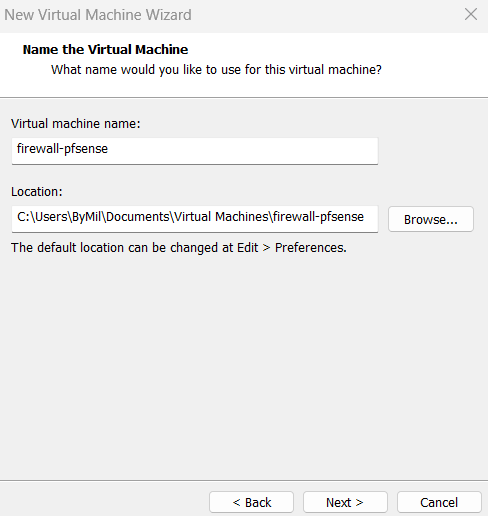 New Virtual Machine Wizard
Name the Virtual Machine
What name would you like to use for this virtual machine?
Virtual machine name:
firewall-pfsense
Location:
C:\Users\ByMil\Documents\Virtual Machines\firewall-pfsense
Browse...
The default location can be changed at Edit > Preferences.
< Back
Next >
Cancel